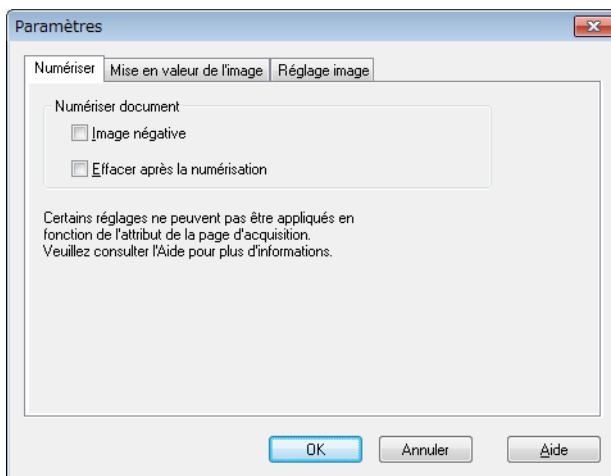 Paramètres
Numériser
Mise en valeur de l'image
Réglage image
Numériser document
Image négative
Effacer après la numérisation
Certains réglages ne peuvent pas être appliqués en
fonction de l'attribut de la page d'acquisition.
Veuillez consulter l'Aide pour plus d'informations.
OK
Annuler
Aide